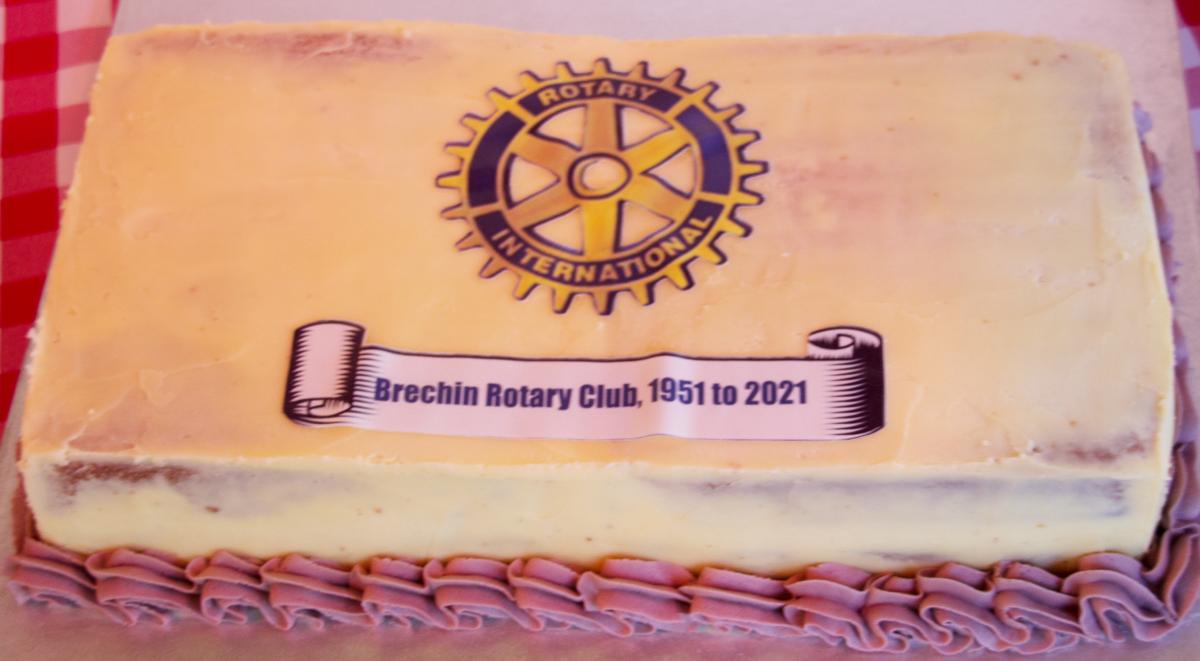 ROTARY
INTERNATIONAL
Brechin Rotary Club, 1951 to 2021